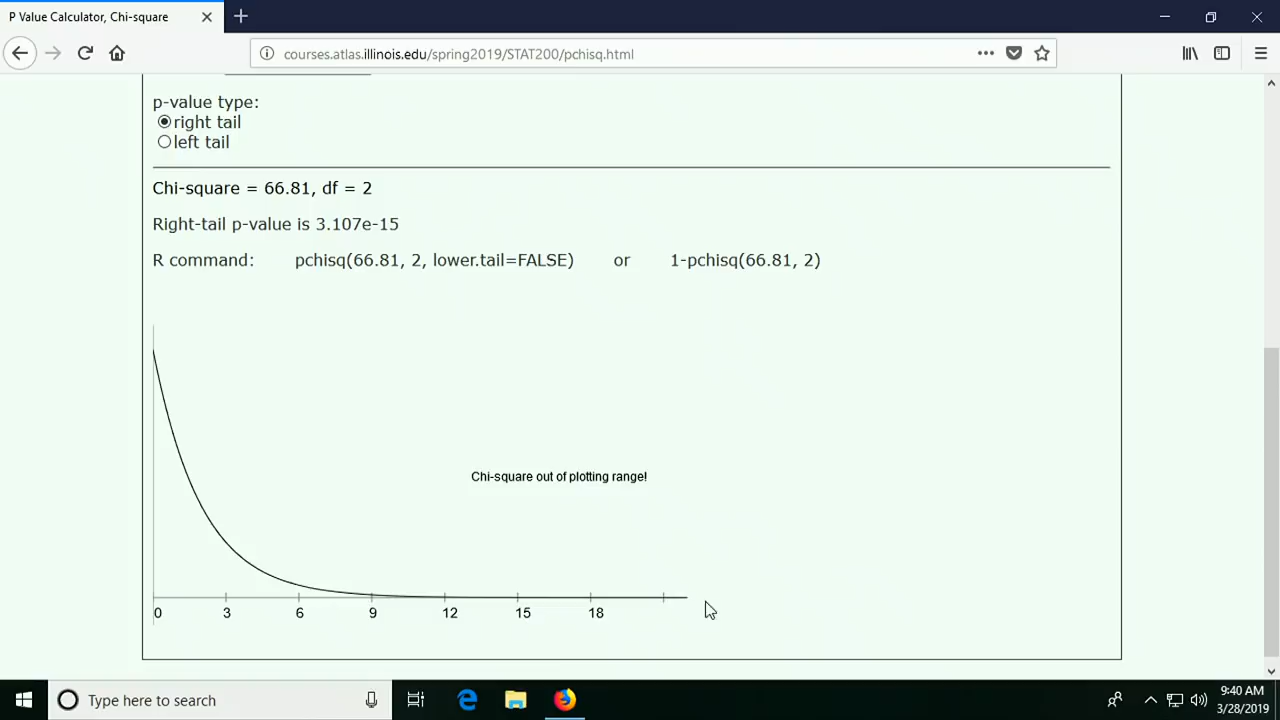 P Value Calculator, Chi-square
courses.atlas.illinois.edu/spring2019/STAT200/pchisq.html
p-value type:
right tail
left tail
Chi-square = 66.81, df = 2
Right-tail p-value is 3.107e-15
R command: pchisq(66.81, 2, lower.tail=FALSE) or 1-pchisq(66.81, 2)
Chi-square out of plotting range!
0 3 6 9 12 15 18
Type here to search
9:40 AM
3/28/2019